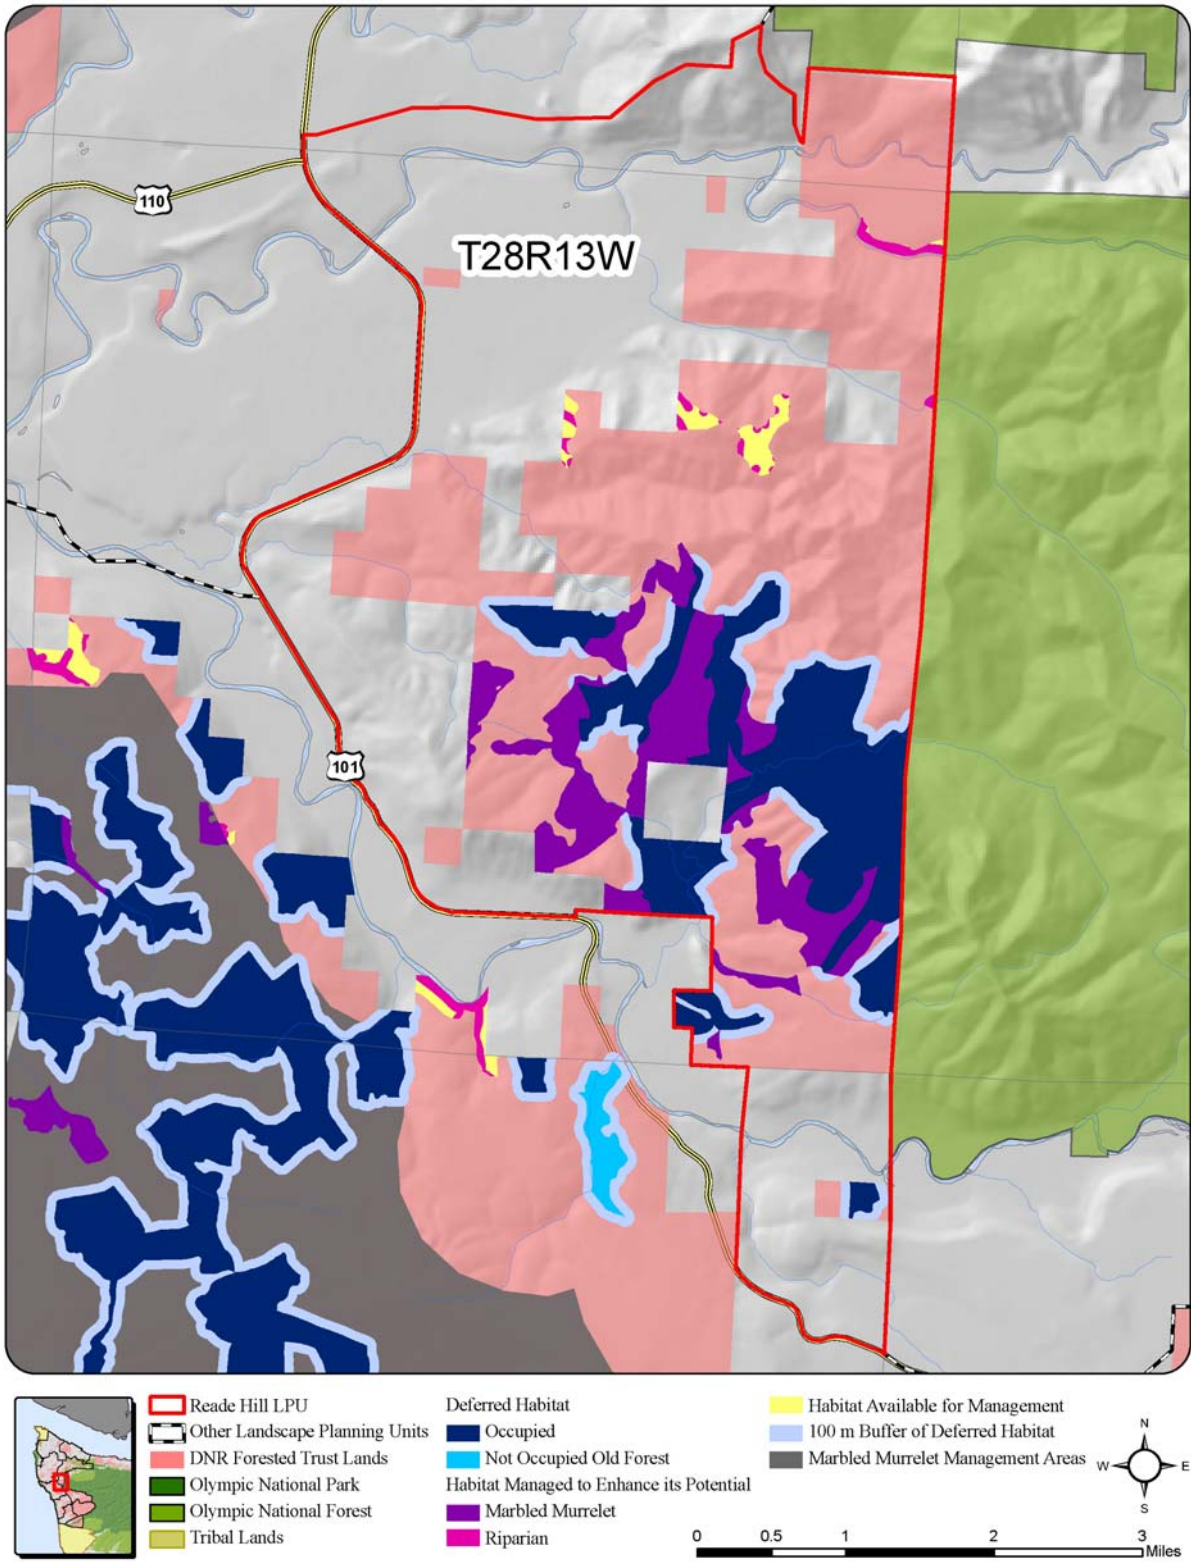 110
T28R13W
101
Reade Hill LPU
Other Landscape Planning Units
DNR Forested Trust Lands
Olympic National Park
Olympic National Forest
Tribal Lands
Deferred Habitat
Occupied
Not Occupied Old Forest
Habitat Managed to Enhance its Potential
Marbled Murrelet
Riparian
Habitat Available for Management
100 m Buffer of Deferred Habitat
Marbled Murrelet Management Areas
N
W E
S
0 0.5 1 2 3
Miles